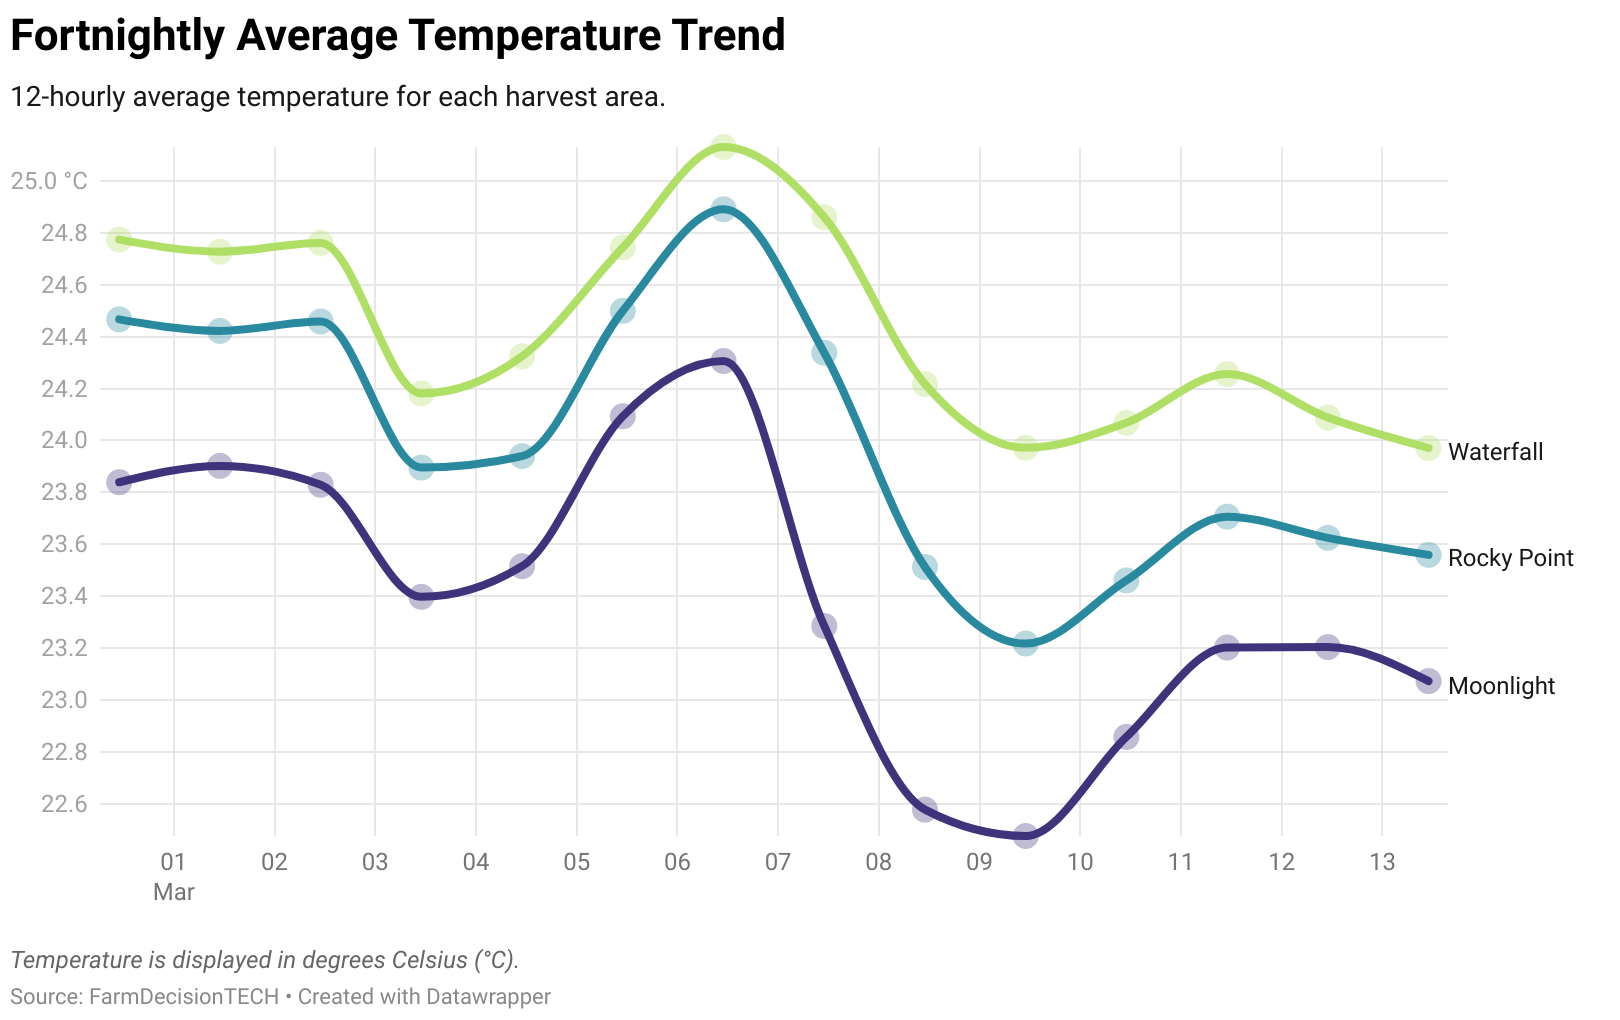 Fortnightly Average Temperature Trend
12-hourly average temperature for each harvest area.
25.0 °C
24.8
24.6
24.4
24.2
24.0
23.8
23.6
23.4
23.2
23.0
22.8
22.6
Waterfall
Rocky Point
Moonlight
01 02 03 04 05 06 07 08 09 10 11 12 13
Mar
Temperature is displayed in degrees Celsius (°C).
Source: FarmDecisionTECH • Created with Datawrapper